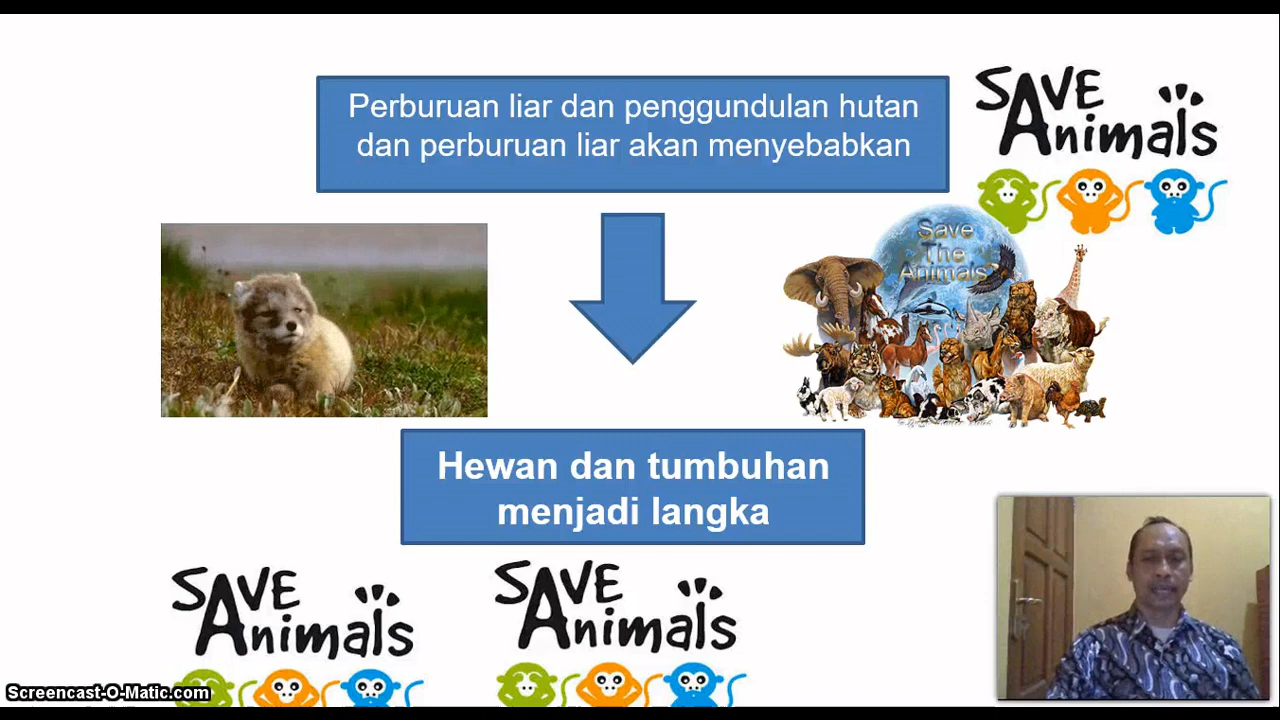 Perburuan liar dan penggundulan hutan
dan perburuan liar akan menyebabkan
SAVE
Animals
Save
The
Animals
Hewan dan tumbuhan
menjadi langka
SAVE
Animals
SAVE
Animals
Screencast-O-Matic.com